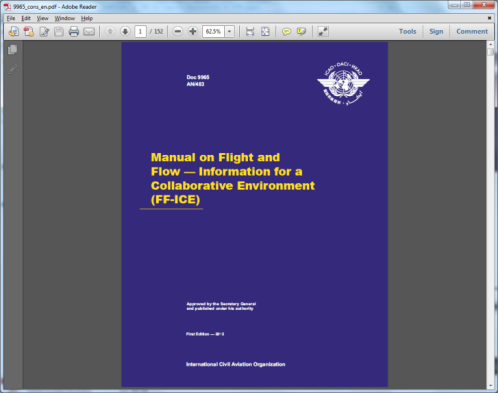 9965_cons_en.pdf - Adobe Reader
File Edit View Window Help
1 / 152 62.5% Tools Sign Comment
Doc 9965
AN/483
ICAO · OACI · ИКАО
Manual on Flight and
Flow — Information for a
Collaborative Environment
(FF-ICE)
Approved by the Secretary General
and published under his authority
First Edition — 2012
International Civil Aviation Organization